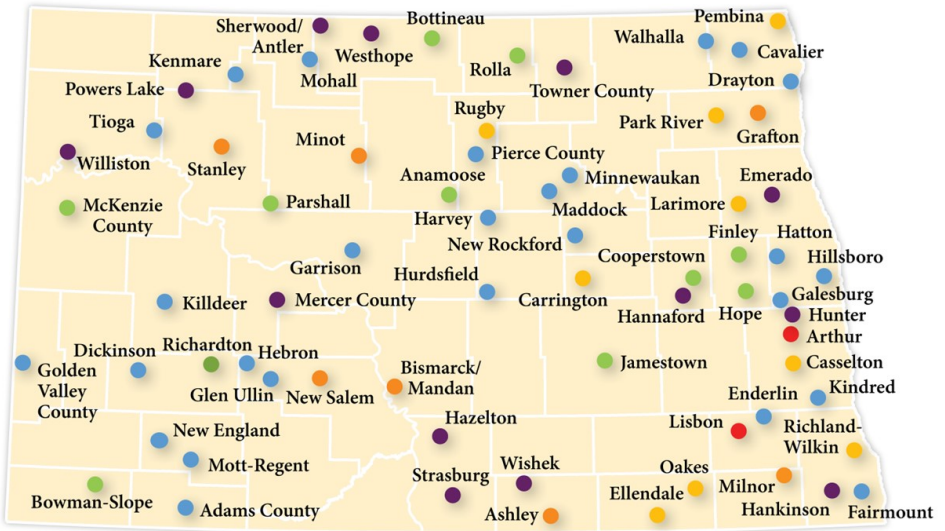 Sherwood/
Antler
Westhope
Bottineau
Pembina
Walhalla
Cavalier
Kenmare
Mohall
Rolla
Towner County
Drayton
Powers Lake
Rugby
Park River
Grafton
Tioga
Minot
Stanley
Pierce County
Williston
Anamoose
Minnewaukan
Emerado
McKenzie
County
Parshall
Maddock
Larimore
Harvey
New Rockford
Finley
Hatton
Garrison
Cooperstown
Hillsboro
Hurdsfield
Killdeer
Mercer County
Carrington
Hannaford
Hope
Galesburg
Hunter
Arthur
Dickinson
Richardton
Hebron
Golden
Valley
County
Glen Ullin
New Salem
Bismarck/
Mandan
Jamestown
Casselton
Enderlin
Kindred
Hazelton
Lisbon
Richland-
Wilkin
New England
Mott-Regent
Strasburg
Wishek
Oakes
Bowman-Slope
Adams County
Ashley
Ellendale
Milnor
Hankinson
Fairmount